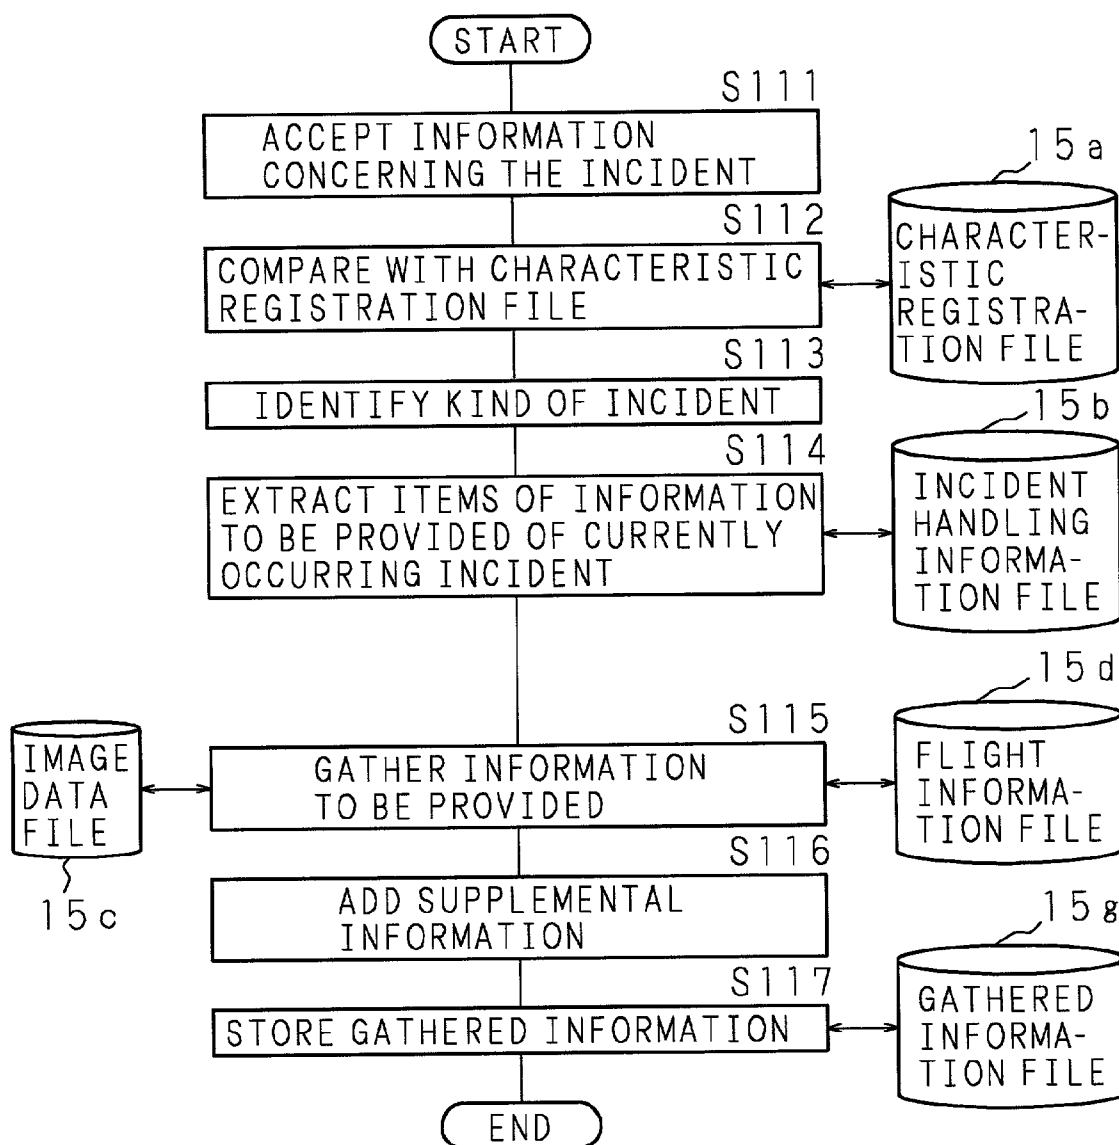 START
S111
ACCEPT INFORMATION
CONCERNING THE INCIDENT
15a
S112
COMPARE WITH CHARACTERISTIC
REGISTRATION FILE
CHARACTER-
ISTIC
REGISTRA-
TION FILE
S113
IDENTIFY KIND OF INCIDENT
15b
S114
EXTRACT ITEMS OF INFORMATION
TO BE PROVIDED OF CURRENTLY
OCCURRING INCIDENT
INCIDENT
HANDLING
INFORMA-
TION FILE
15d
S115
IMAGE
DATA
FILE
15c
GATHER INFORMATION
TO BE PROVIDED
FLIGHT
INFORMA-
TION FILE
S116
ADD SUPPLEMENTAL
INFORMATION
15g
S117
STORE GATHERED INFORMATION
GATHERED
INFORMA-
TION FILE
END